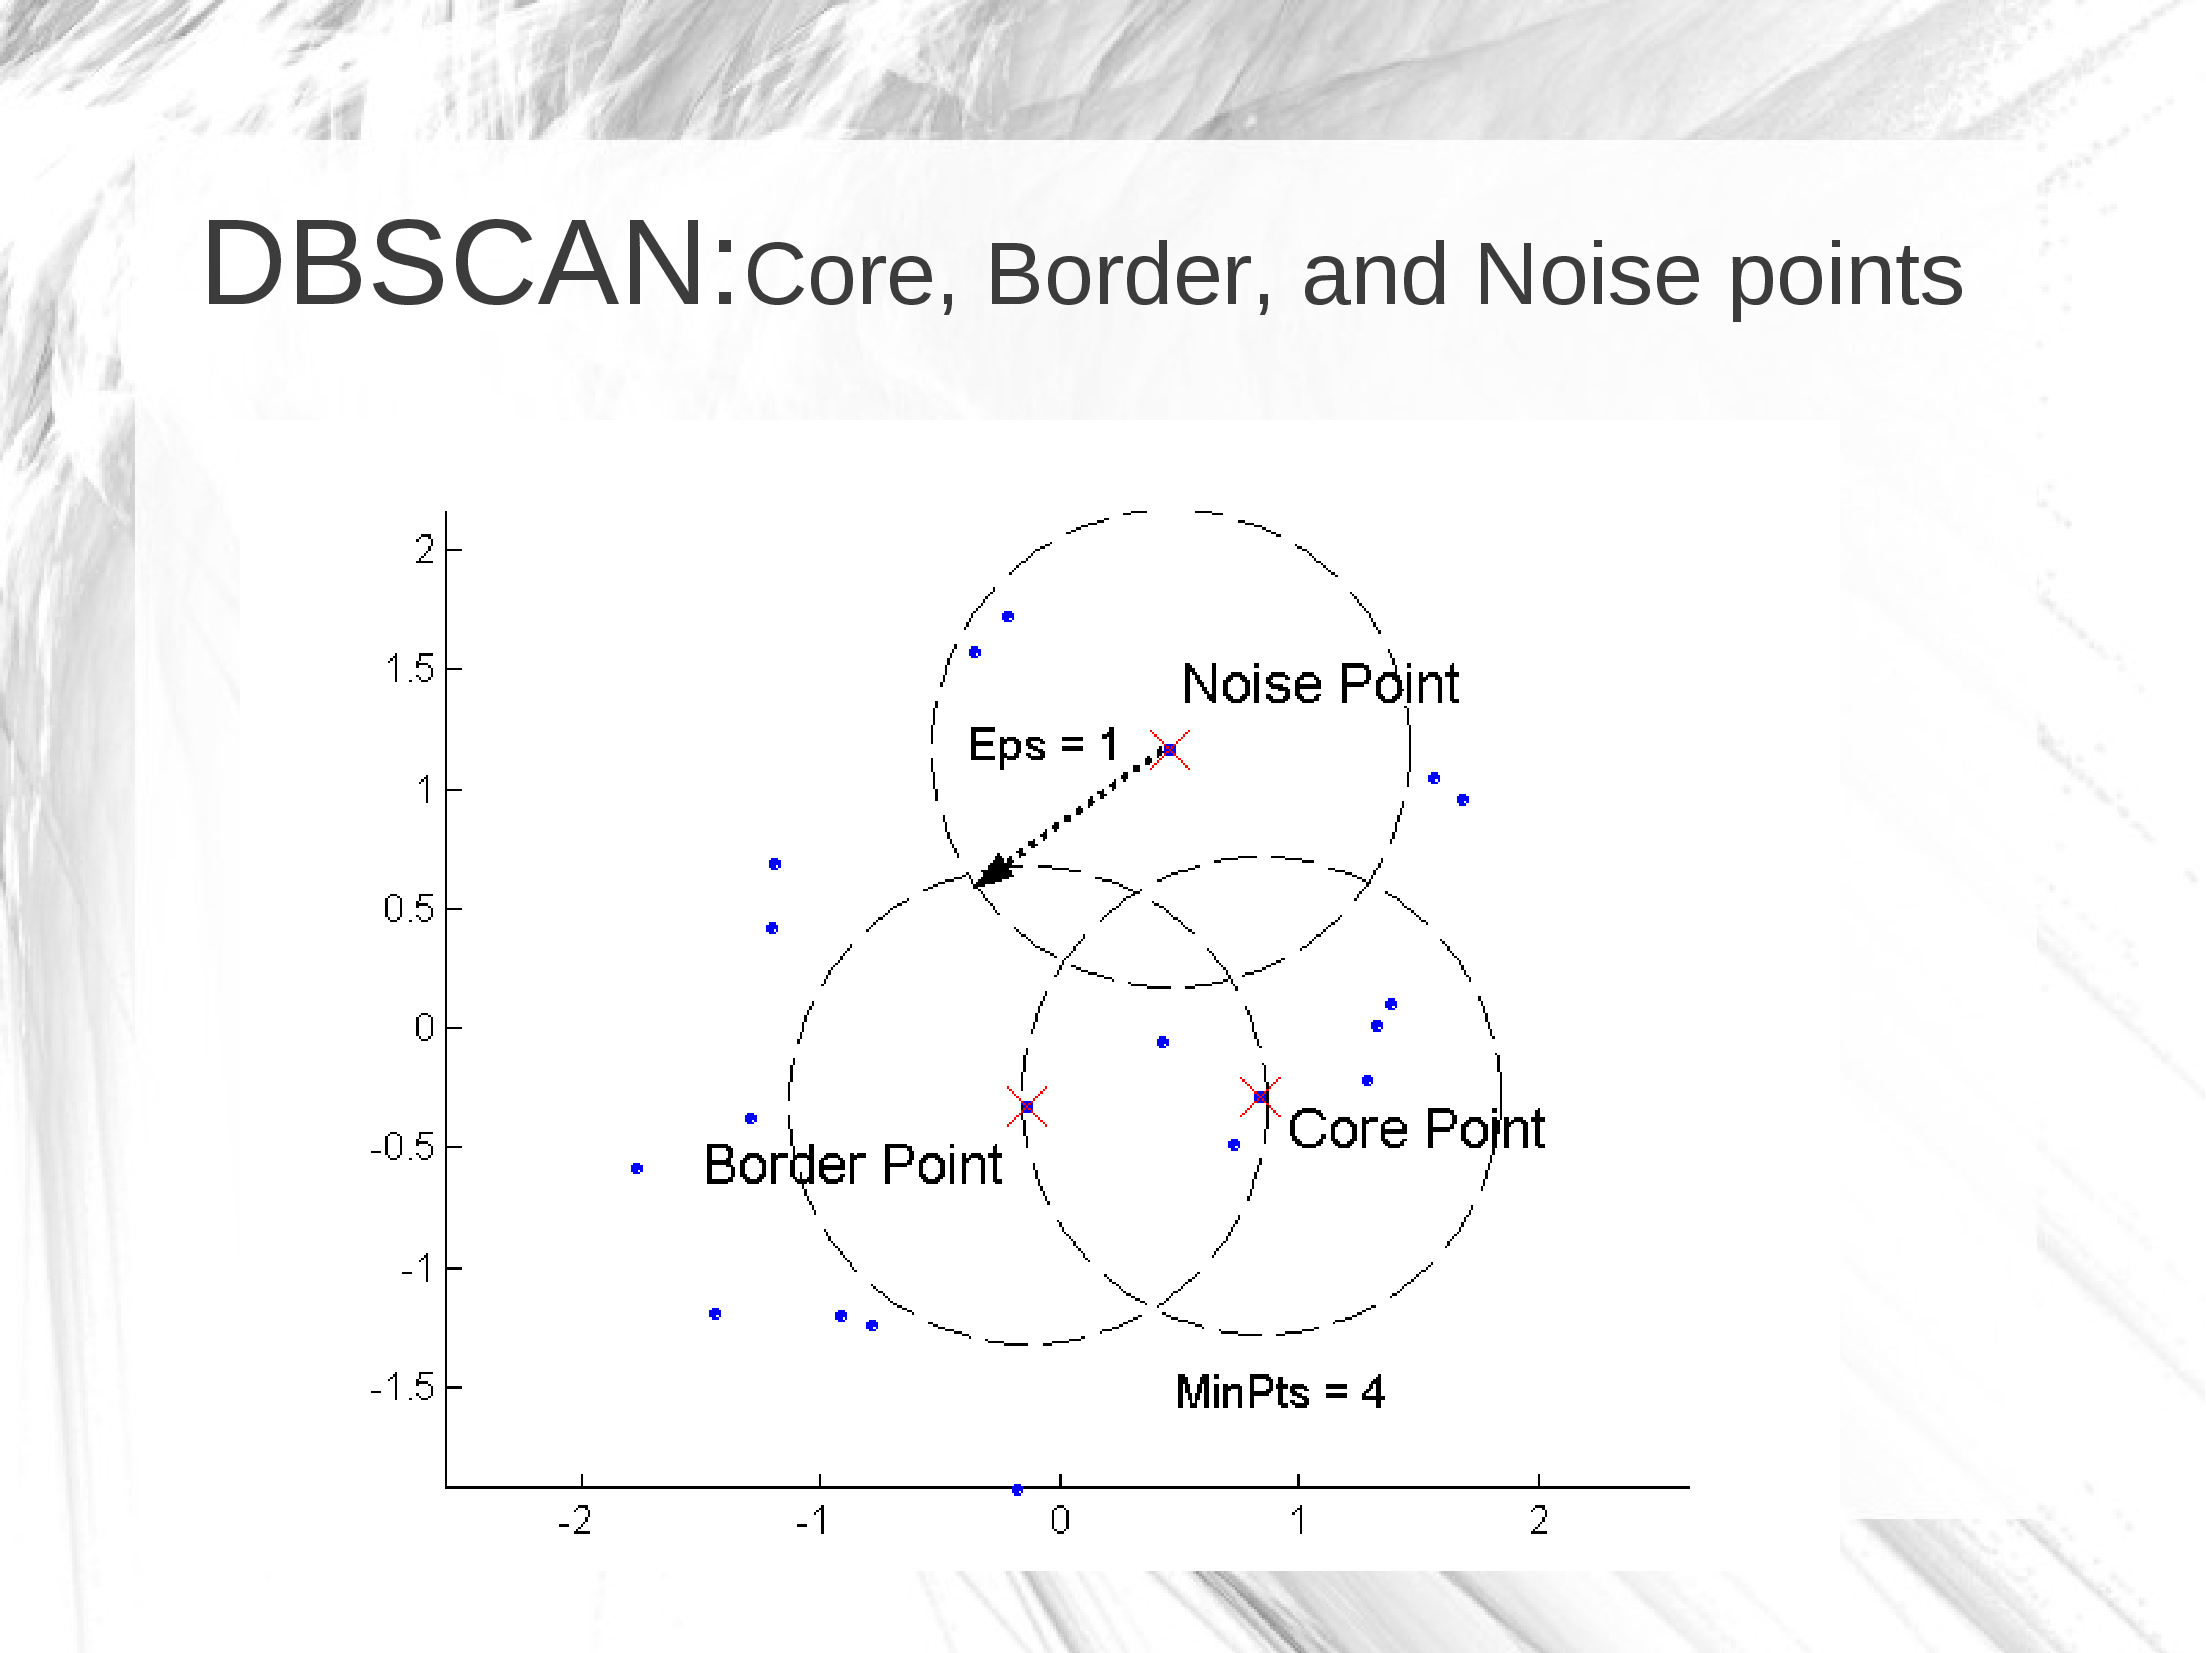 DBSCAN:Core, Border, and Noise points
2
1.5
Noise Point
Eps = 1
1
0.5
0
Core Point
-0.5
Border Point
-1
-1.5
MinPts = 4
-2 -1 0 1 2